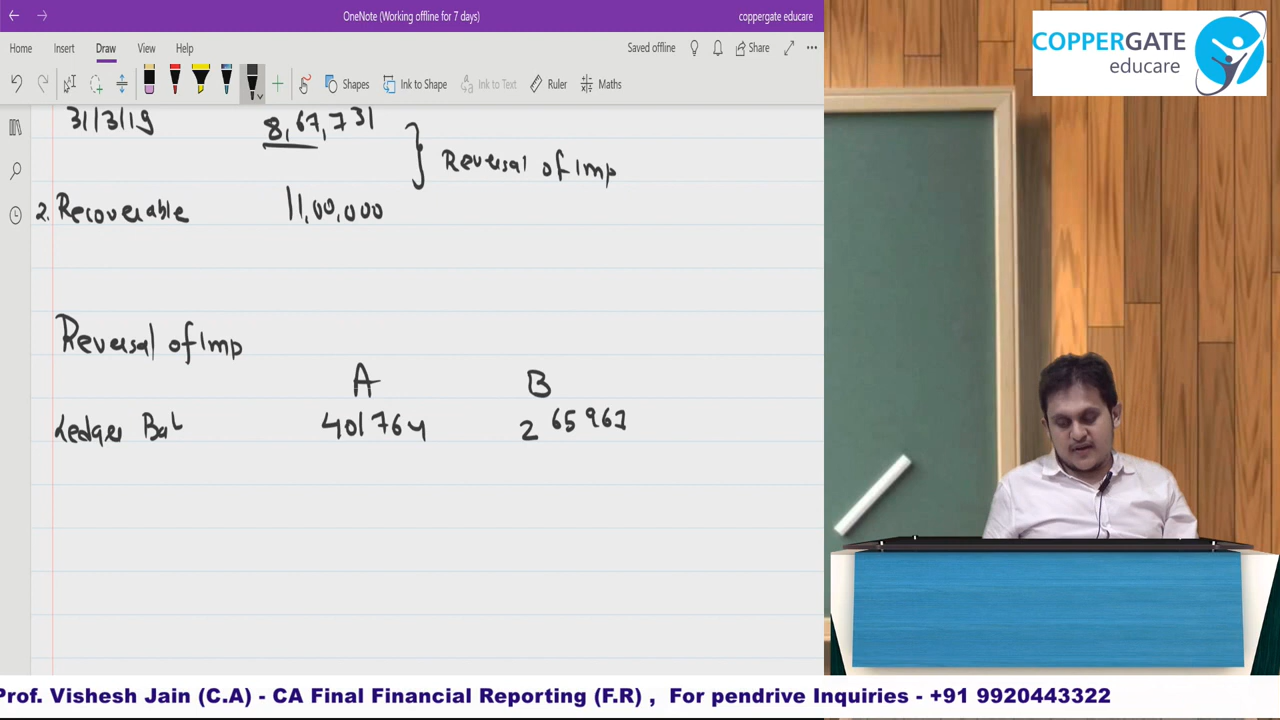 OneNote (Working offline for 7 days)
coppergate educare
Home Insert Draw View Help
Saved offline
Share
Shapes
Ink to Shape
Ink to Text
Ruler
Maths
COPPERGATE
educare
31/3/19 8,67,731
Reversal of Imp
2. Recoverable 11,00,000
Reversal of Imp
A B
Ledger Bal 401764 265967
Prof. Vishesh Jain (C.A) - CA Final Financial Reporting (F.R) , For pendrive Inquiries - +91 9920443322